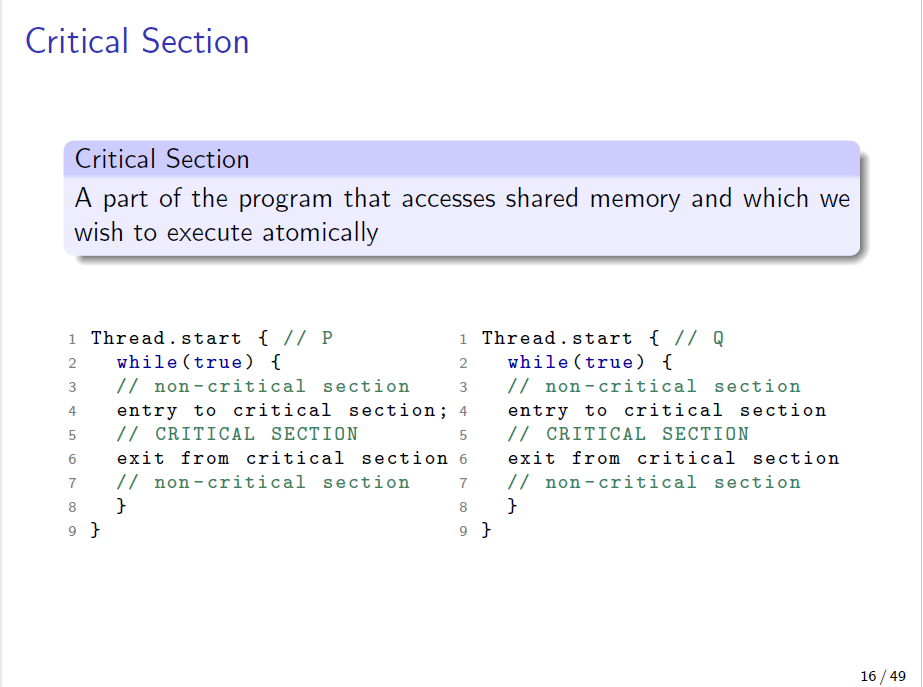 Critical Section
Critical Section
A part of the program that accesses shared memory and which we
wish to execute atomically
1 Thread.start { // P
2 while(true) {
3 // non-critical section
4 entry to critical section;
5 // CRITICAL SECTION
6 exit from critical section
7 // non-critical section
8 }
9 }
1 Thread.start { // Q
2 while(true) {
3 // non-critical section
4 entry to critical section
5 // CRITICAL SECTION
6 exit from critical section
7 // non-critical section
8 }
9 }
16 / 49